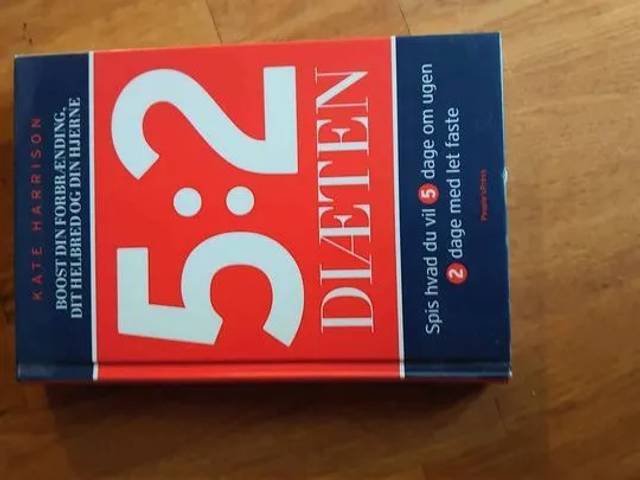 KATE HARRISON
BOOST DIN FORBRÆNDING,
DIT HELBRED OG DIN HJERNE
5:2
DIÆTEN
Spis hvad du vil 5 dage om ugen
2 dage med let faste
People'sPress